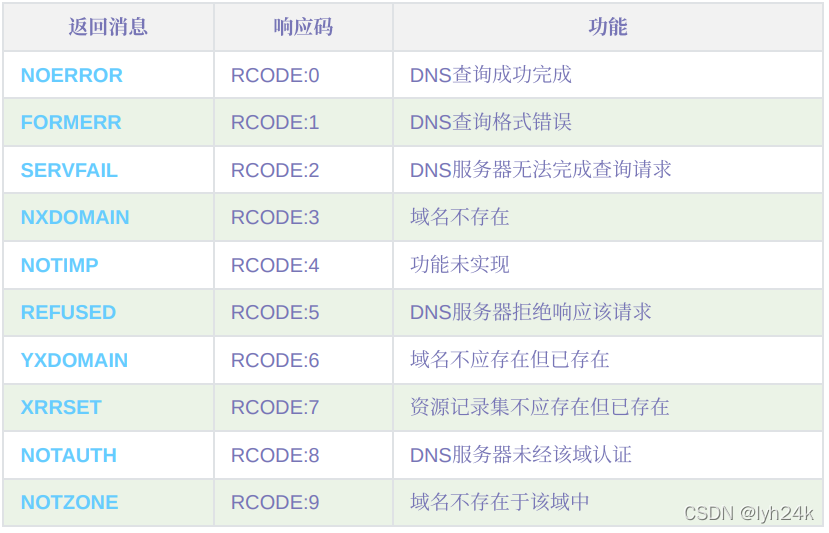 返回消息 响应码 功能
NOERROR RCODE:0 DNS查询成功完成
FORMERR RCODE:1 DNS查询格式错误
SERVFAIL RCODE:2 DNS服务器无法完成查询请求
NXDOMAIN RCODE:3 域名不存在
NOTIMP RCODE:4 功能未实现
REFUSED RCODE:5 DNS服务器拒绝响应该请求
YXDOMAIN RCODE:6 域名不应存在但已存在
XRRSET RCODE:7 资源记录集不应存在但已存在
NOTAUTH RCODE:8 DNS服务器未经该域认证
NOTZONE RCODE:9 域名不存在于该域中
CSDN @lyh24k